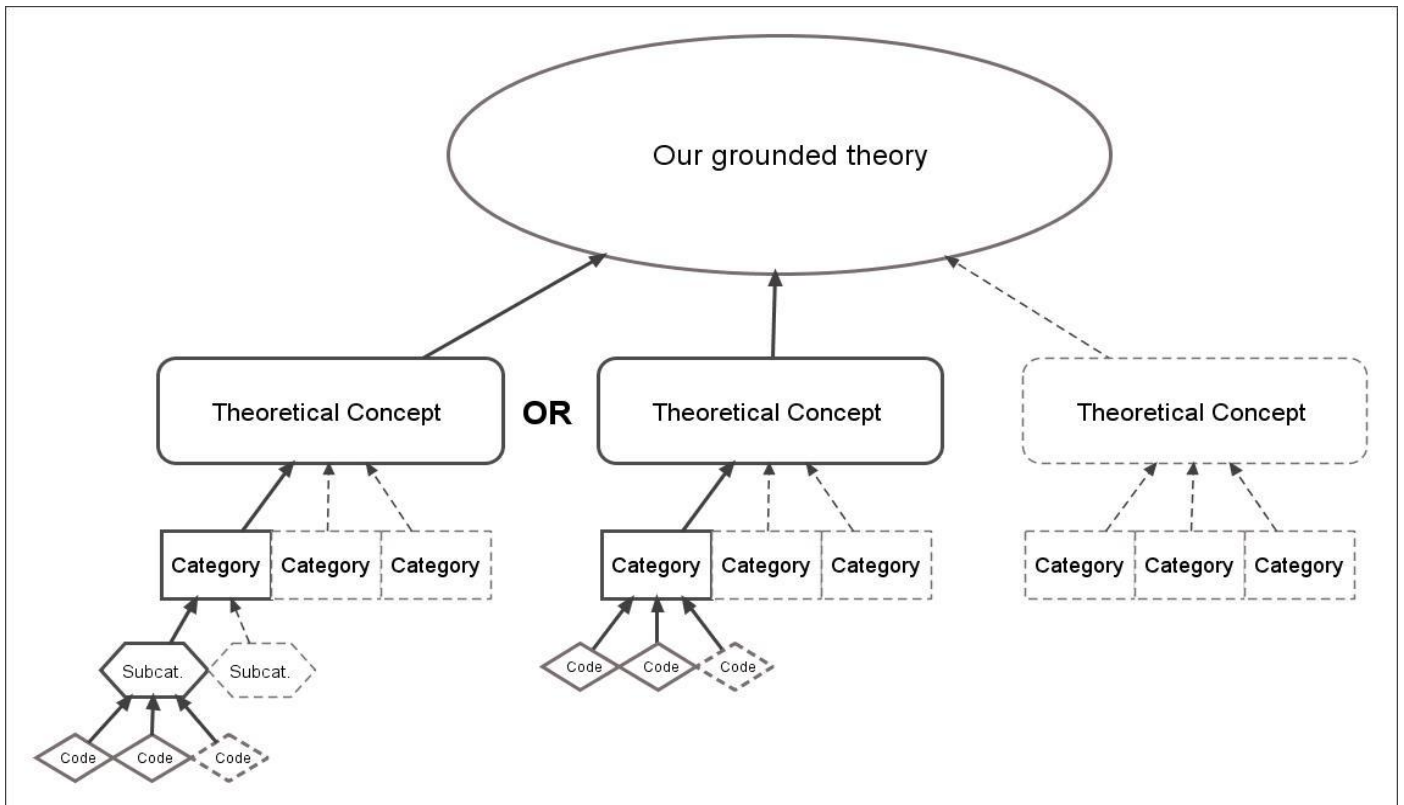 Our grounded theory
Theoretical Concept OR Theoretical Concept Theoretical Concept
Category Category Category Category Category Category Category Category Category
Subcat. Subcat. Code Code Code
Code Code Code